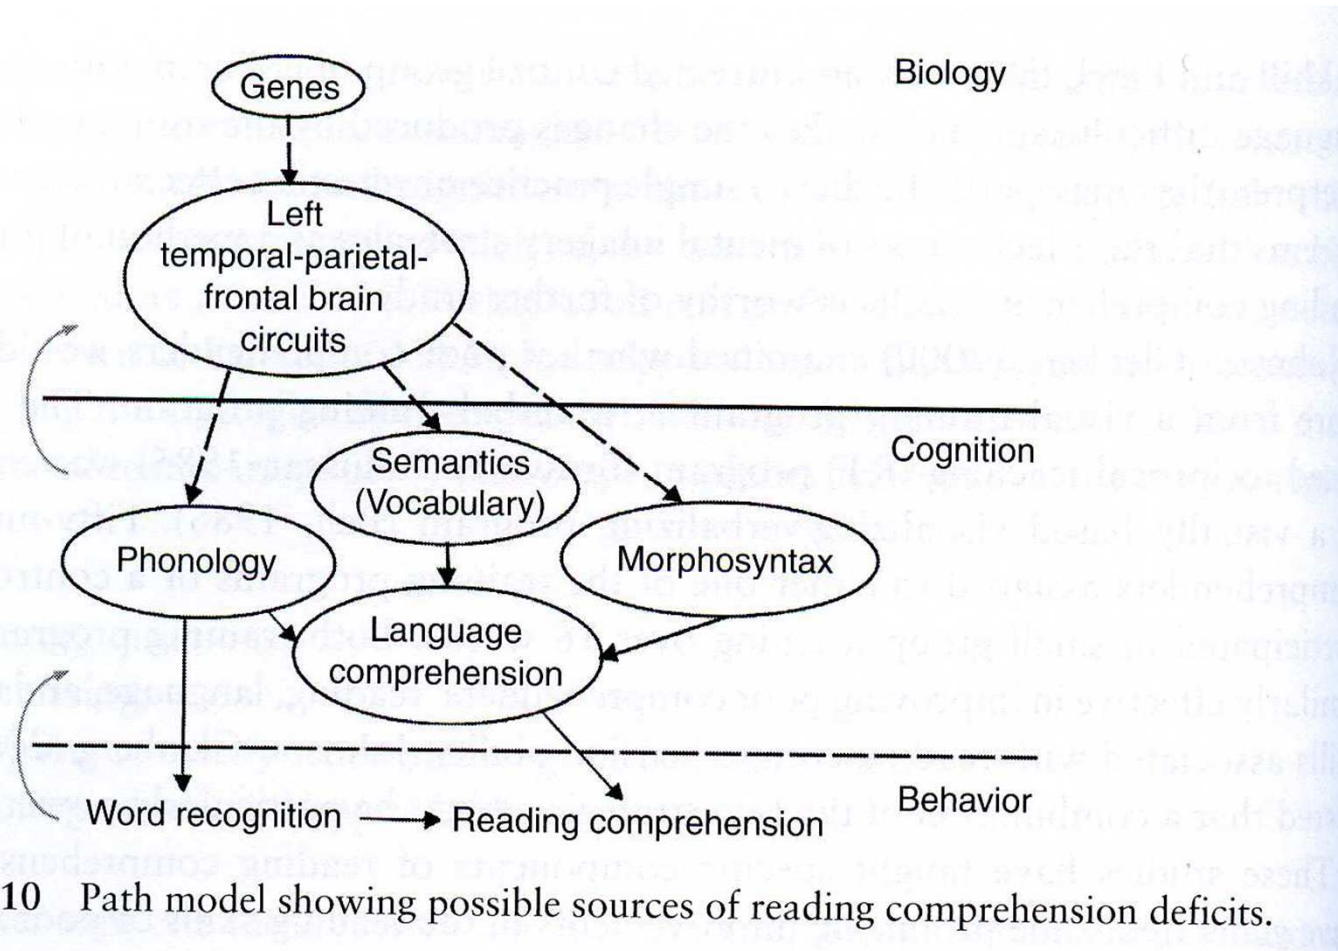 Genes
Biology
Left
temporal-parietal-
frontal brain
circuits
Cognition
Semantics
(Vocabulary)
Phonology
Morphosyntax
Language
comprehension
Behavior
Word recognition
Reading comprehension
10 Path model showing possible sources of reading comprehension deficits.